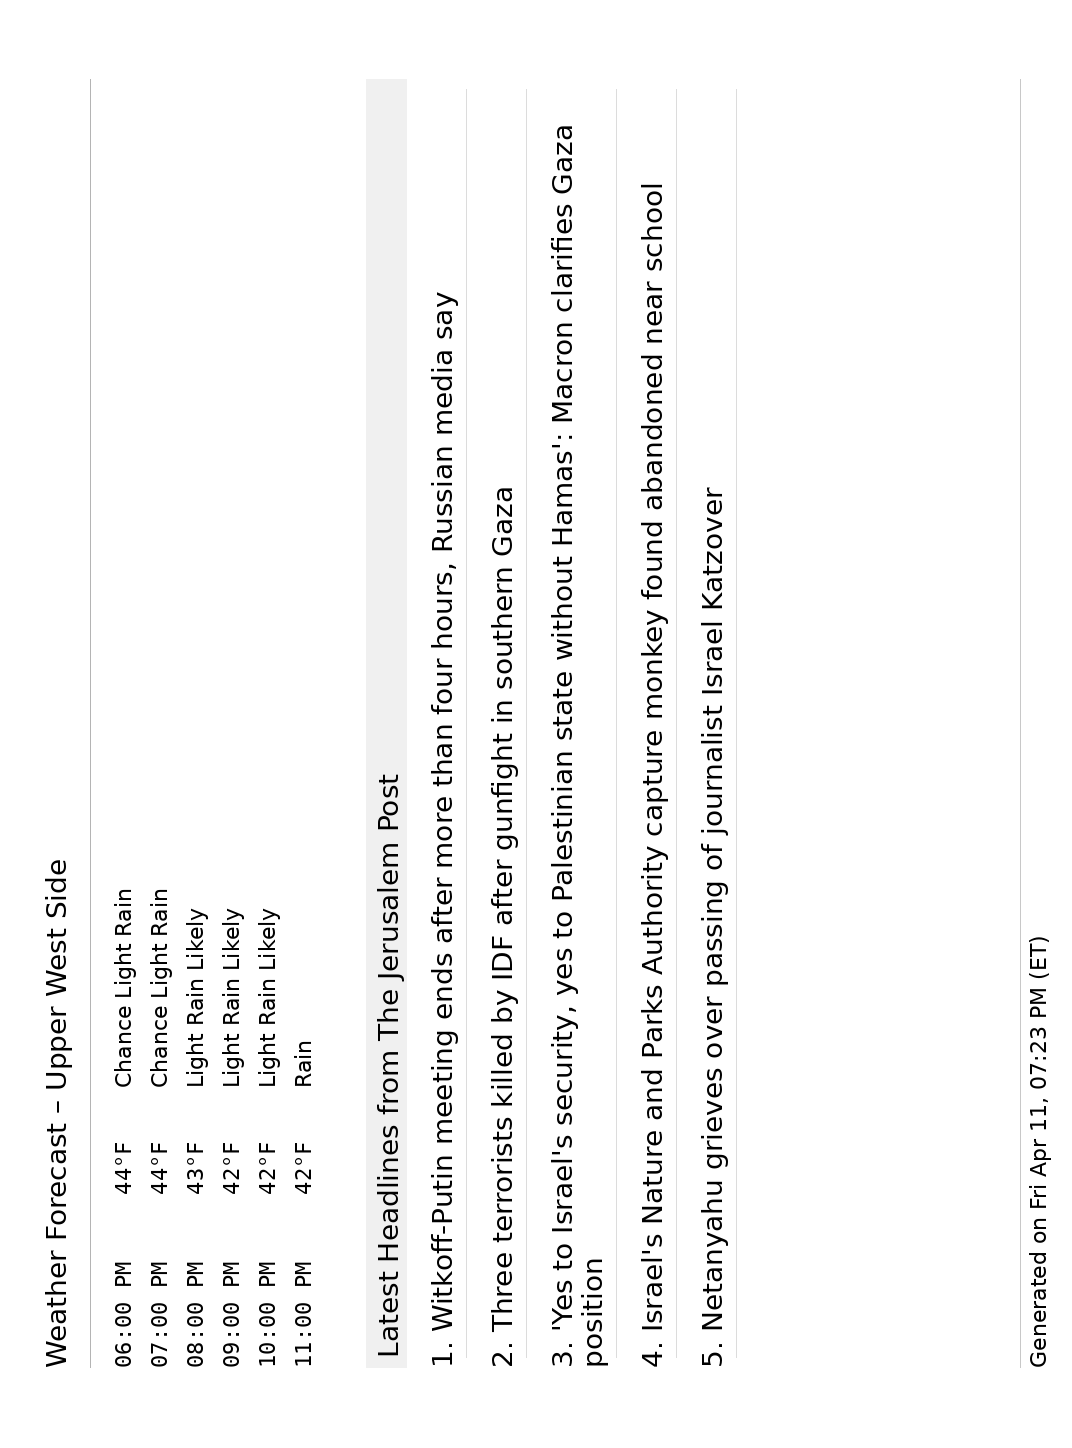 Weather Forecast – Upper West Side
06:00 PM 44°F Chance Light Rain
07:00 PM 44°F Chance Light Rain
08:00 PM 43°F Light Rain Likely
09:00 PM 42°F Light Rain Likely
10:00 PM 42°F Light Rain Likely
11:00 PM 42°F Rain
Latest Headlines from The Jerusalem Post
1. Witkoff-Putin meeting ends after more than four hours, Russian media say
2. Three terrorists killed by IDF after gunfight in southern Gaza
3. 'Yes to Israel's security, yes to Palestinian state without Hamas': Macron clarifies Gaza
position
4. Israel's Nature and Parks Authority capture monkey found abandoned near school
5. Netanyahu grieves over passing of journalist Israel Katzover
Generated on Fri Apr 11, 07:23 PM (ET)